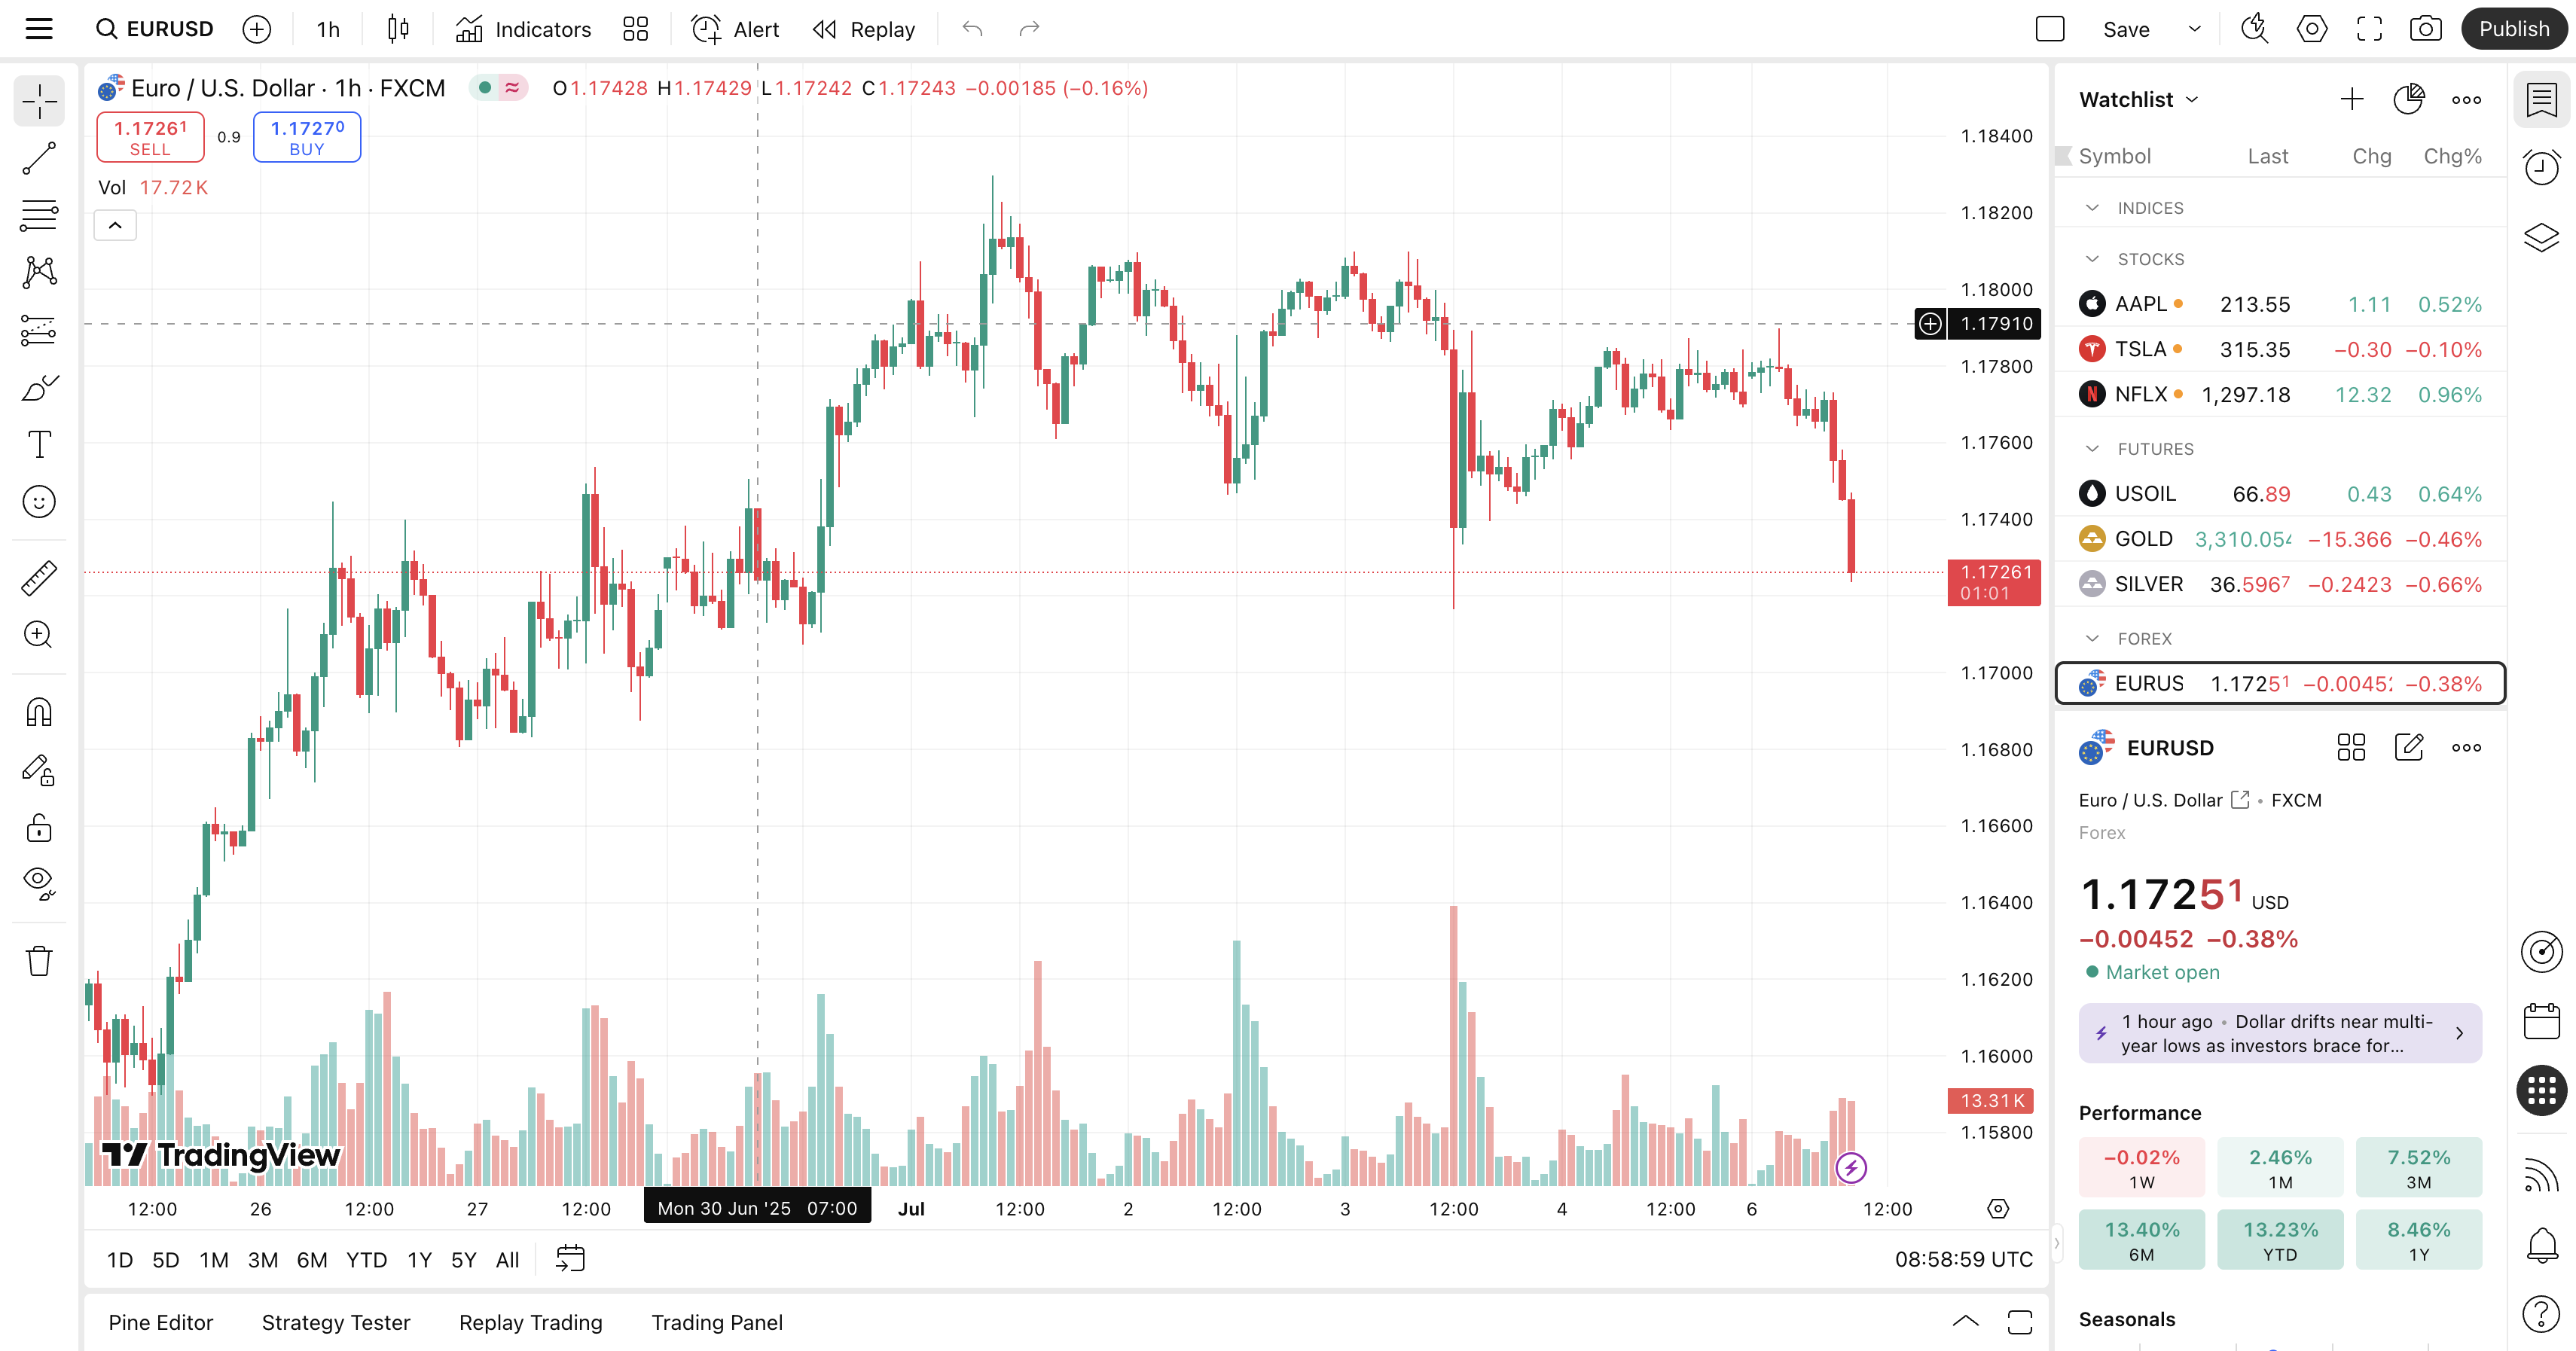 EURUSD 1h Indicators Alert Replay Save Publish
Euro / U.S. Dollar · 1h · FXCM O1.17428 H1.17429 L1.17242 C1.17243 −0.00185 (−0.16%)
1.17261 SELL 0.9 1.17270 BUY
Vol 17.72 K
1.18400
1.18200
1.18000
1.17910
1.17800
1.17600
1.17400
1.17261
01:01
1.17000
1.16800
1.16600
1.16400
1.16200
1.16000
13.31 K
1.15800
TradingView
12:00 26 12:00 27 12:00 Mon 30 Jun '25 07:00 Jul 12:00 2 12:00 3 12:00 4 12:00 6 12:00
1D 5D 1M 3M 6M YTD 1Y 5Y All 08:58:59 UTC
Pine Editor Strategy Tester Replay Trading Trading Panel
Watchlist
Symbol Last Chg Chg%
INDICES
STOCKS
AAPL 213.55 1.11 0.52%
TSLA 315.35 −0.30 −0.10%
NFLX 1,297.18 12.32 0.96%
FUTURES
USOIL 66.89 0.43 0.64%
GOLD 3,310.054 −15.366 −0.46%
SILVER 36.5967 −0.2423 −0.66%
FOREX
EURUS 1.17251 −0.00452 −0.38%
EURUSD
Euro / U.S. Dollar • FXCM
Forex
1.17251 USD
−0.00452 −0.38%
Market open
1 hour ago • Dollar drifts near multi-
year lows as investors brace for...
Performance
−0.02% 2.46% 7.52%
1W 1M 3M
13.40% 13.23% 8.46%
6M YTD 1Y
Seasonals